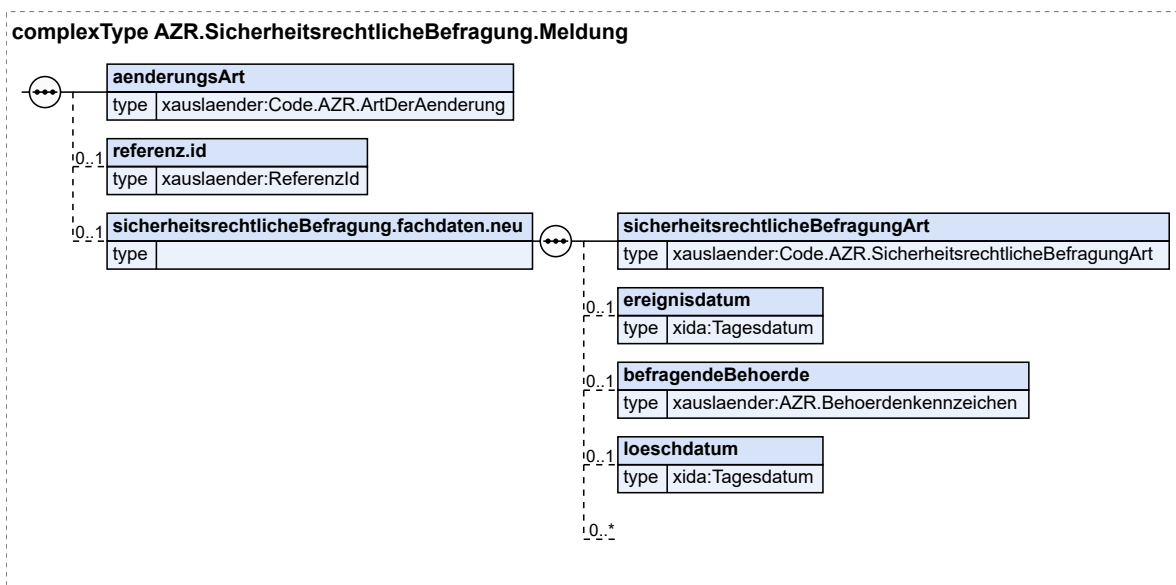 complexType AZR.SicherheitsrechtlicheBefragung.Meldung
aenderungsArt
type xauslaender:Code.AZR.ArtDerAenderung
0..1 referenz.id
type xauslaender:ReferenzId
0..1 sicherheitsrechtlicheBefragung.fachdaten.neu
type
sicherheitsrechtlicheBefragungArt
type xauslaender:Code.AZR.SicherheitsrechtlicheBefragungArt
0..1 ereignisdatum
type xida:Tagesdatum
0..1 befragendeBehoerde
type xauslaender:AZR.Behoerdenkennzeichen
0..1 loeschdatum
type xida:Tagesdatum
0..*